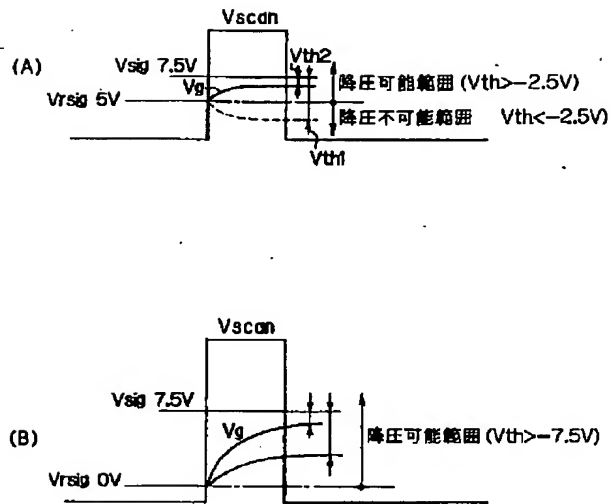 Vscan
(A)
Vth2
Vsig 7.5V
降圧可能範囲 (Vth>-2.5V)
Vg
Vrsig 5V
降圧不可能範囲 Vth<-2.5V)
Vth1
Vscan
Vsig 7.5V
(B)
Vg
降圧可能範囲 (Vth>-7.5V)
Vrsig 0V